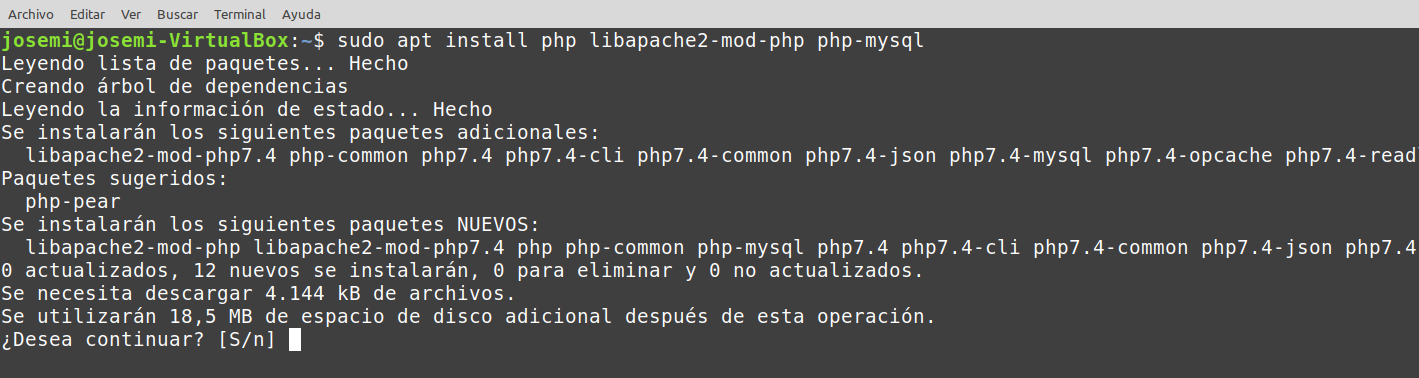 Archivo Editar Ver Buscar Terminal Ayuda
josemi@josemi-VirtualBox:~$ sudo apt install php libapache2-mod-php php-mysql
Leyendo lista de paquetes... Hecho
Creando árbol de dependencias
Leyendo la información de estado... Hecho
Se instalarán los siguientes paquetes adicionales:
  libapache2-mod-php7.4 php-common php7.4 php7.4-cli php7.4-common php7.4-json php7.4-mysql php7.4-opcache php7.4-read
Paquetes sugeridos:
  php-pear
Se instalarán los siguientes paquetes NUEVOS:
  libapache2-mod-php libapache2-mod-php7.4 php php-common php-mysql php7.4 php7.4-cli php7.4-common php7.4-json php7.4
0 actualizados, 12 nuevos se instalarán, 0 para eliminar y 0 no actualizados.
Se necesita descargar 4.144 kB de archivos.
Se utilizarán 18,5 MB de espacio de disco adicional después de esta operación.
¿Desea continuar? [S/n]